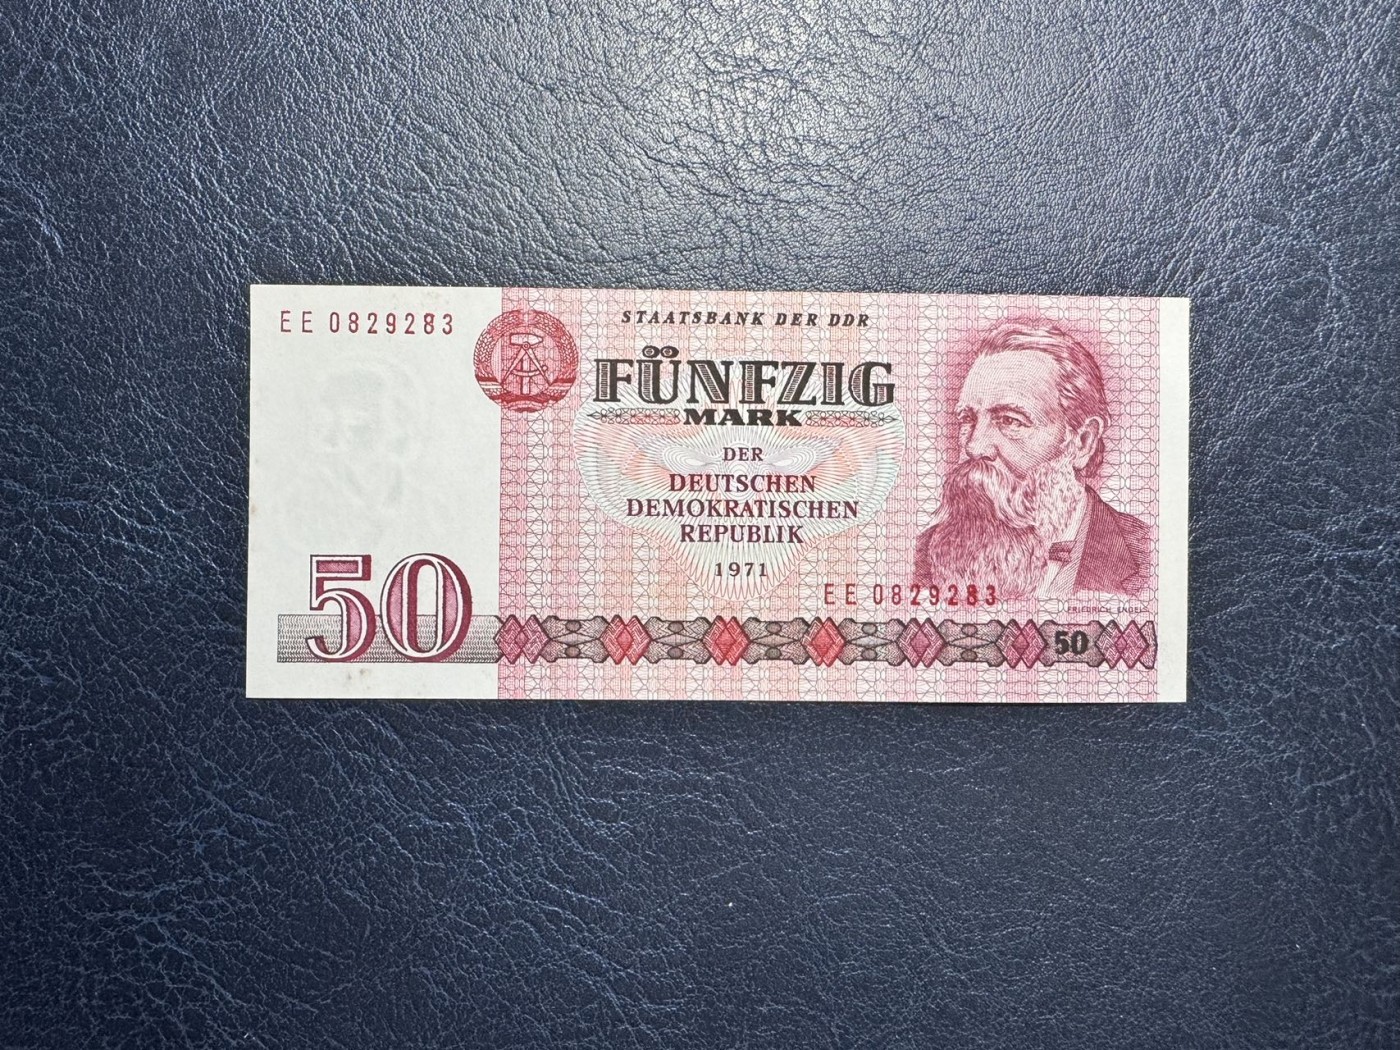 EE 0829283
STAATSBANK DER DDR
FÜNFZIG
MARK
DER
DEUTSCHEN
DEMOKRATISCHEN
REPUBLIK
1971
EE 0829283
FRIEDRICH ENGELS
50
50